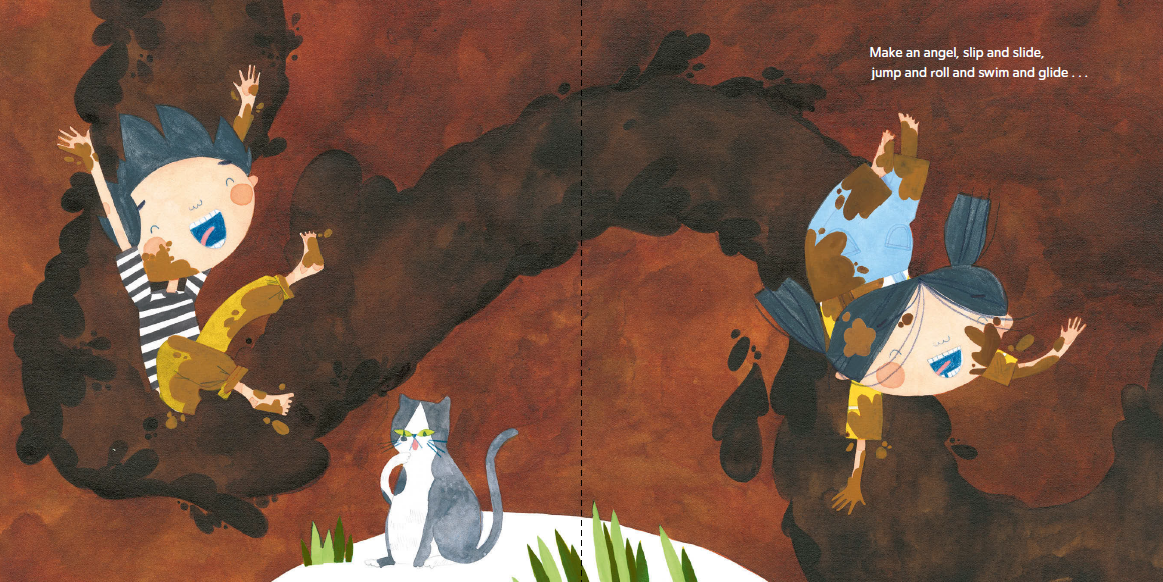 Make an angel, slip and slide,
jump and roll and swim and glide . . .